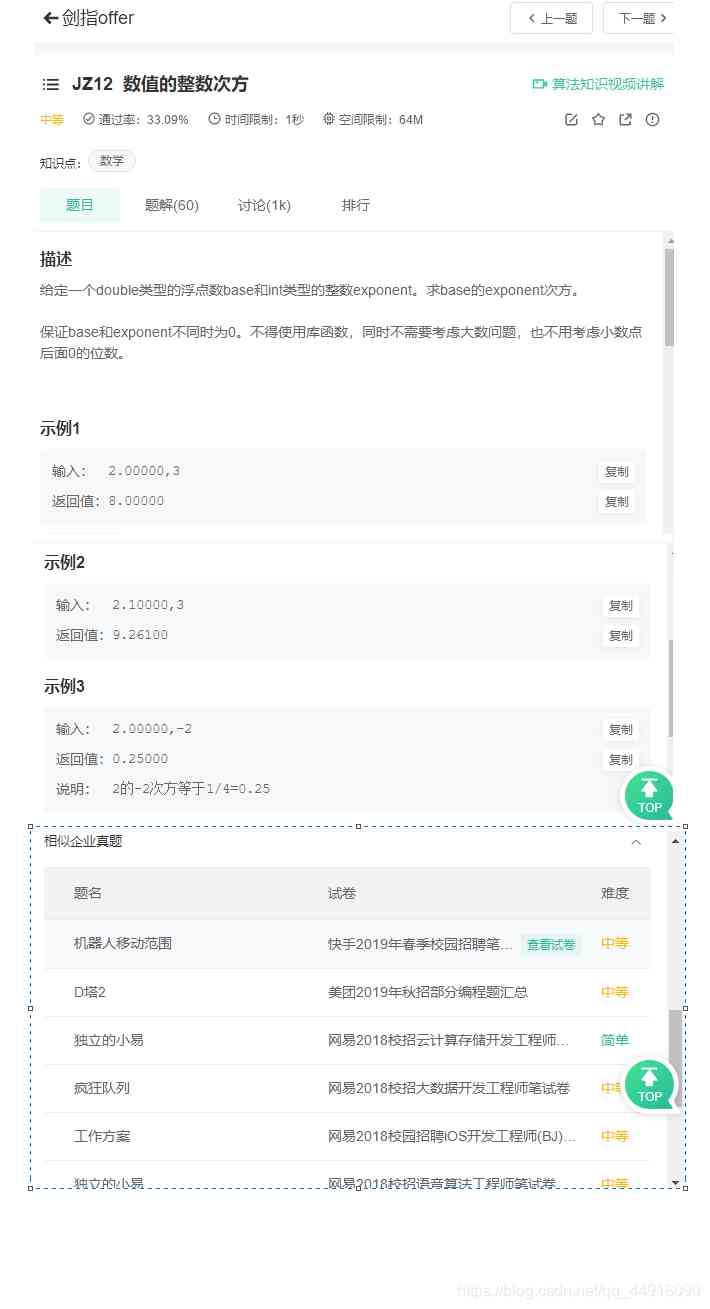 剑指offer
上一题
下一题
JZ12 数值的整数次方
算法知识视频讲解
中等 通过率：33.09% 时间限制：1秒 空间限制：64M
知识点： 数学
题目 题解(60) 讨论(1k) 排行
描述
给定一个double类型的浮点数base和int类型的整数exponent。求base的exponent次方。
保证base和exponent不同时为0。不得使用库函数，同时不需要考虑大数问题，也不用考虑小数点
后面0的位数。
示例1
输入： 2.00000,3 复制
返回值：8.00000 复制
示例2
输入： 2.10000,3 复制
返回值：9.26100 复制
示例3
输入： 2.00000,-2 复制
返回值：0.25000 复制
说明： 2的-2次方等于1/4=0.25
TOP
相似企业真题
题名 试卷 难度
机器人移动范围 快手2019年春季校园招聘笔... 查看试卷 中等
D塔2 美团2019年秋招部分编程题汇总 中等
独立的小易 网易2018校招云计算存储开发工程师... 简单
疯狂队列 网易2018校招大数据开发工程师笔试卷 中等
TOP
工作方案 网易2018校园招聘iOS开发工程师(BJ)... 中等
独立的小易 网易2018校招语音算法工程师笔试卷 中等
https://blog.csdn.net/qq_44918090